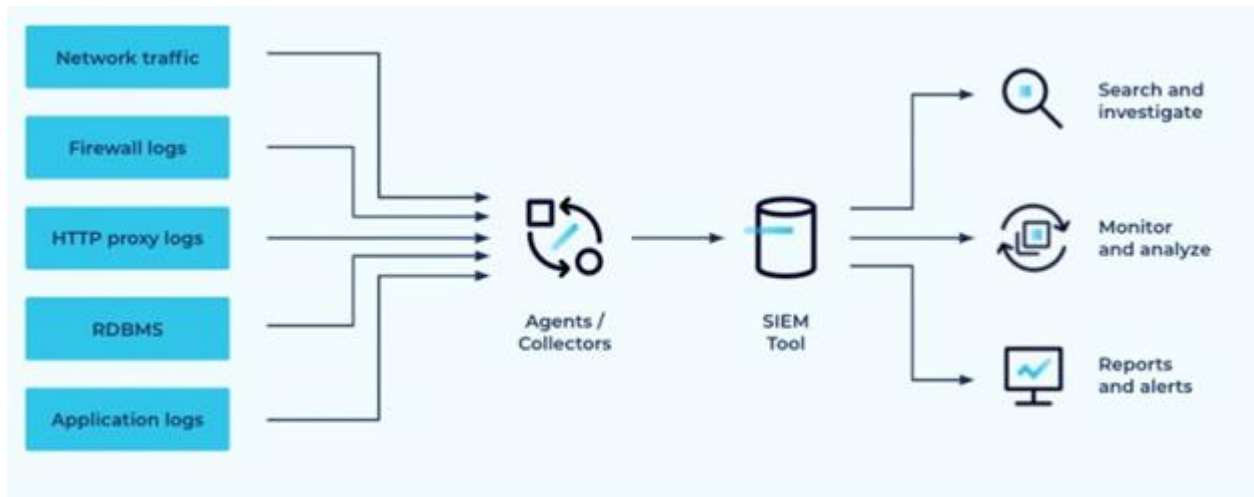 Network traffic
Firewall logs
HTTP proxy logs
RDBMS
Application logs
Agents /
Collectors
SIEM
Tool
Search and
investigate
Monitor
and analyze
Reports
and alerts